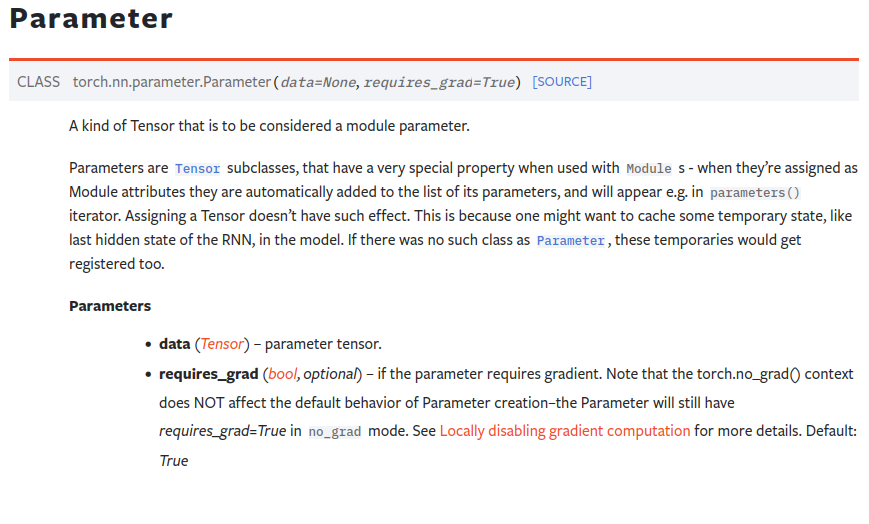 Parameter
CLASS torch.nn.parameter.Parameter(data=None, requires_grad=True) [SOURCE]
A kind of Tensor that is to be considered a module parameter.
Parameters are Tensor subclasses, that have a very special property when used with Module s - when they’re assigned as
Module attributes they are automatically added to the list of its parameters, and will appear e.g. in parameters()
iterator. Assigning a Tensor doesn’t have such effect. This is because one might want to cache some temporary state, like
last hidden state of the RNN, in the model. If there was no such class as Parameter, these temporaries would get
registered too.
Parameters
• data (Tensor) – parameter tensor.
• requires_grad (bool, optional) – if the parameter requires gradient. Note that the torch.no_grad() context
does NOT affect the default behavior of Parameter creation–the Parameter will still have
requires_grad=True in no_grad mode. See Locally disabling gradient computation for more details. Default:
True